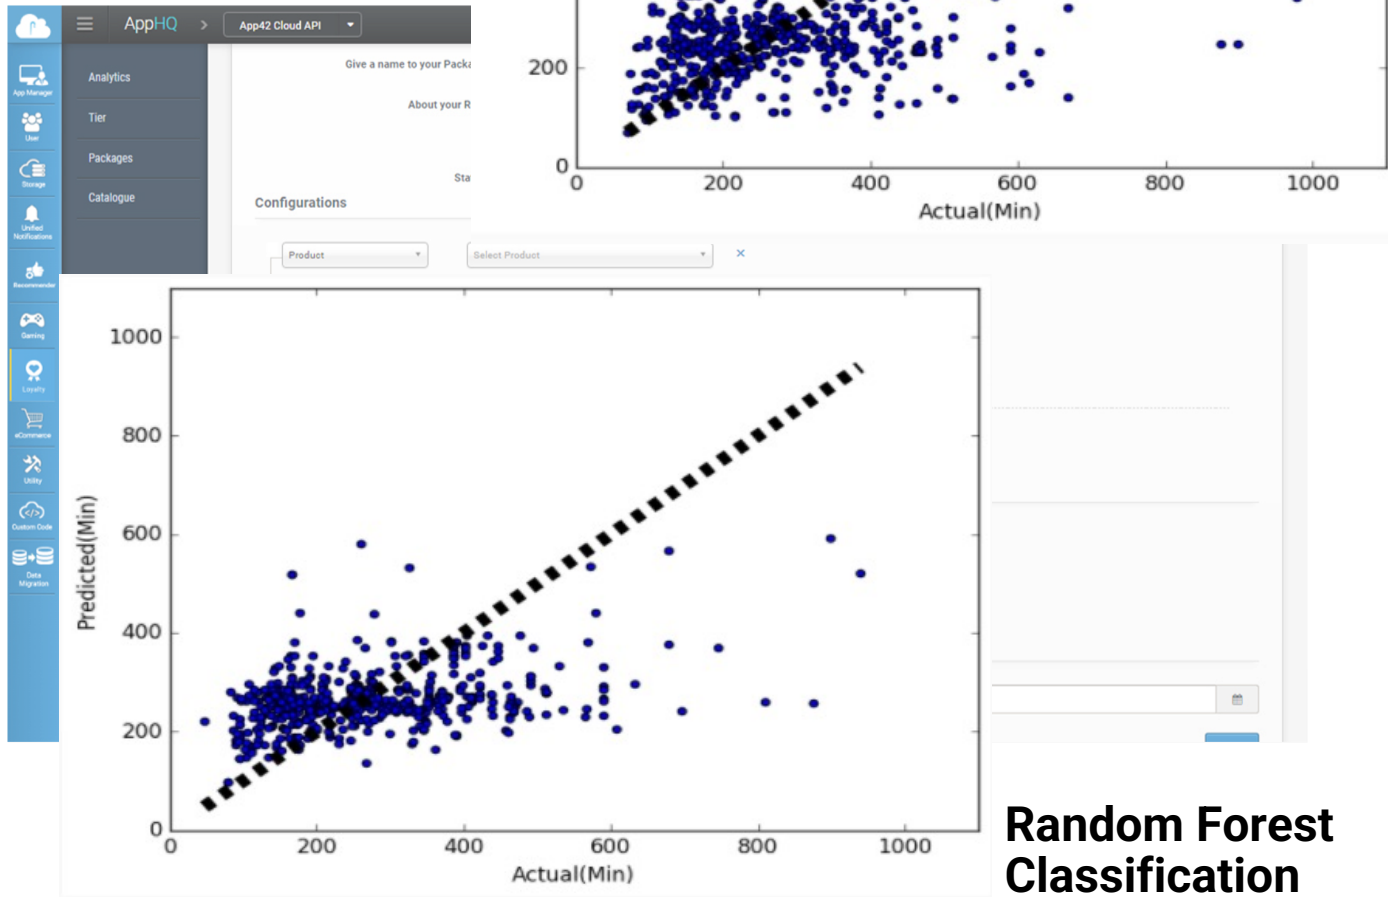 AppHQ > App42 Cloud API
App Manager
User
Storage
Unified
Notifications
Recommender
Gaming
Loyalty
eCommerce
Utility
Custom Code
Data
Migration
Analytics
Tier
Packages
Catalogue
Give a name to your Packa
About your R
Sta
Configurations
Product
Select Product
×
200
0
0 200 400 600 800 1000
Actual(Min)
1000
800
600
400
200
0
Predicted(Min)
0 200 400 600 800 1000
Actual(Min)
Random Forest
Classification